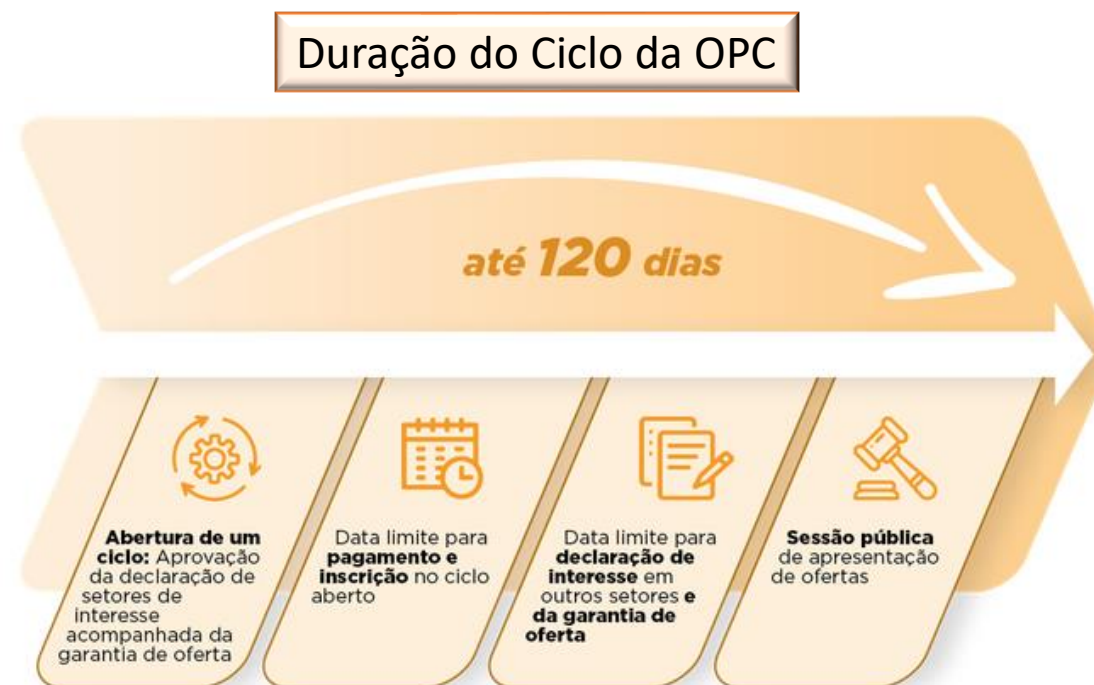 Duração do Ciclo da OPC
até 120 dias
Abertura de um
ciclo: Aprovação
da declaração de
setores de
interesse
acompanhada da
garantia de oferta
Data limite para
pagamento e
inscrição no ciclo
aberto
Data limite para
declaração de
interesse em
outros setores e
da garantia de
oferta
Sessão pública
de apresentação
de ofertas